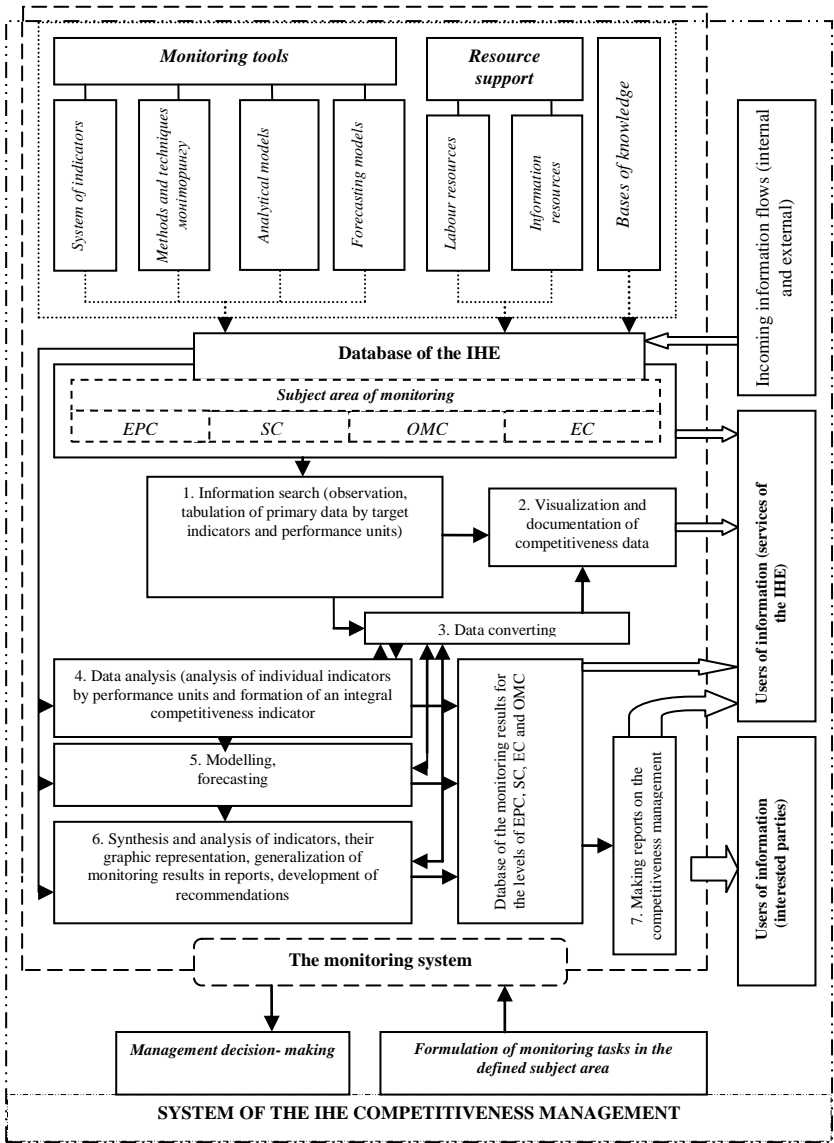 Monitoring tools
Resource
support
System of indicators
Methods and techniques
моніторингу
Analytical models
Forecasting models
Labour resources
Information
resources
Bases of knowledge
Incoming information flows (internal
and external)
Database of the IHE
Subject area of monitoring
EPC
SC
OMC
EC
1. Information search (observation,
tabulation of primary data by target
indicators and performance units)
2. Visualization and
documentation of
competitiveness data
Users of information (services of
the IHE)
3. Data converting
4. Data analysis (analysis of individual indicators
by performance units and formation of an integral
competitiveness indicator
5. Modelling,
forecasting
6. Synthesis and analysis of indicators, their
graphic representation, generalization of
monitoring results in reports, development of
recommendations
Dtabase of the monitoring results for
the levels of EPC, SC, EC and OMC
7. Making reports on the
competitiveness management
Users of information
(interested parties)
The monitoring system
Management decision- making
Formulation of monitoring tasks in the
defined subject area
SYSTEM OF THE IHE COMPETITIVENESS MANAGEMENT